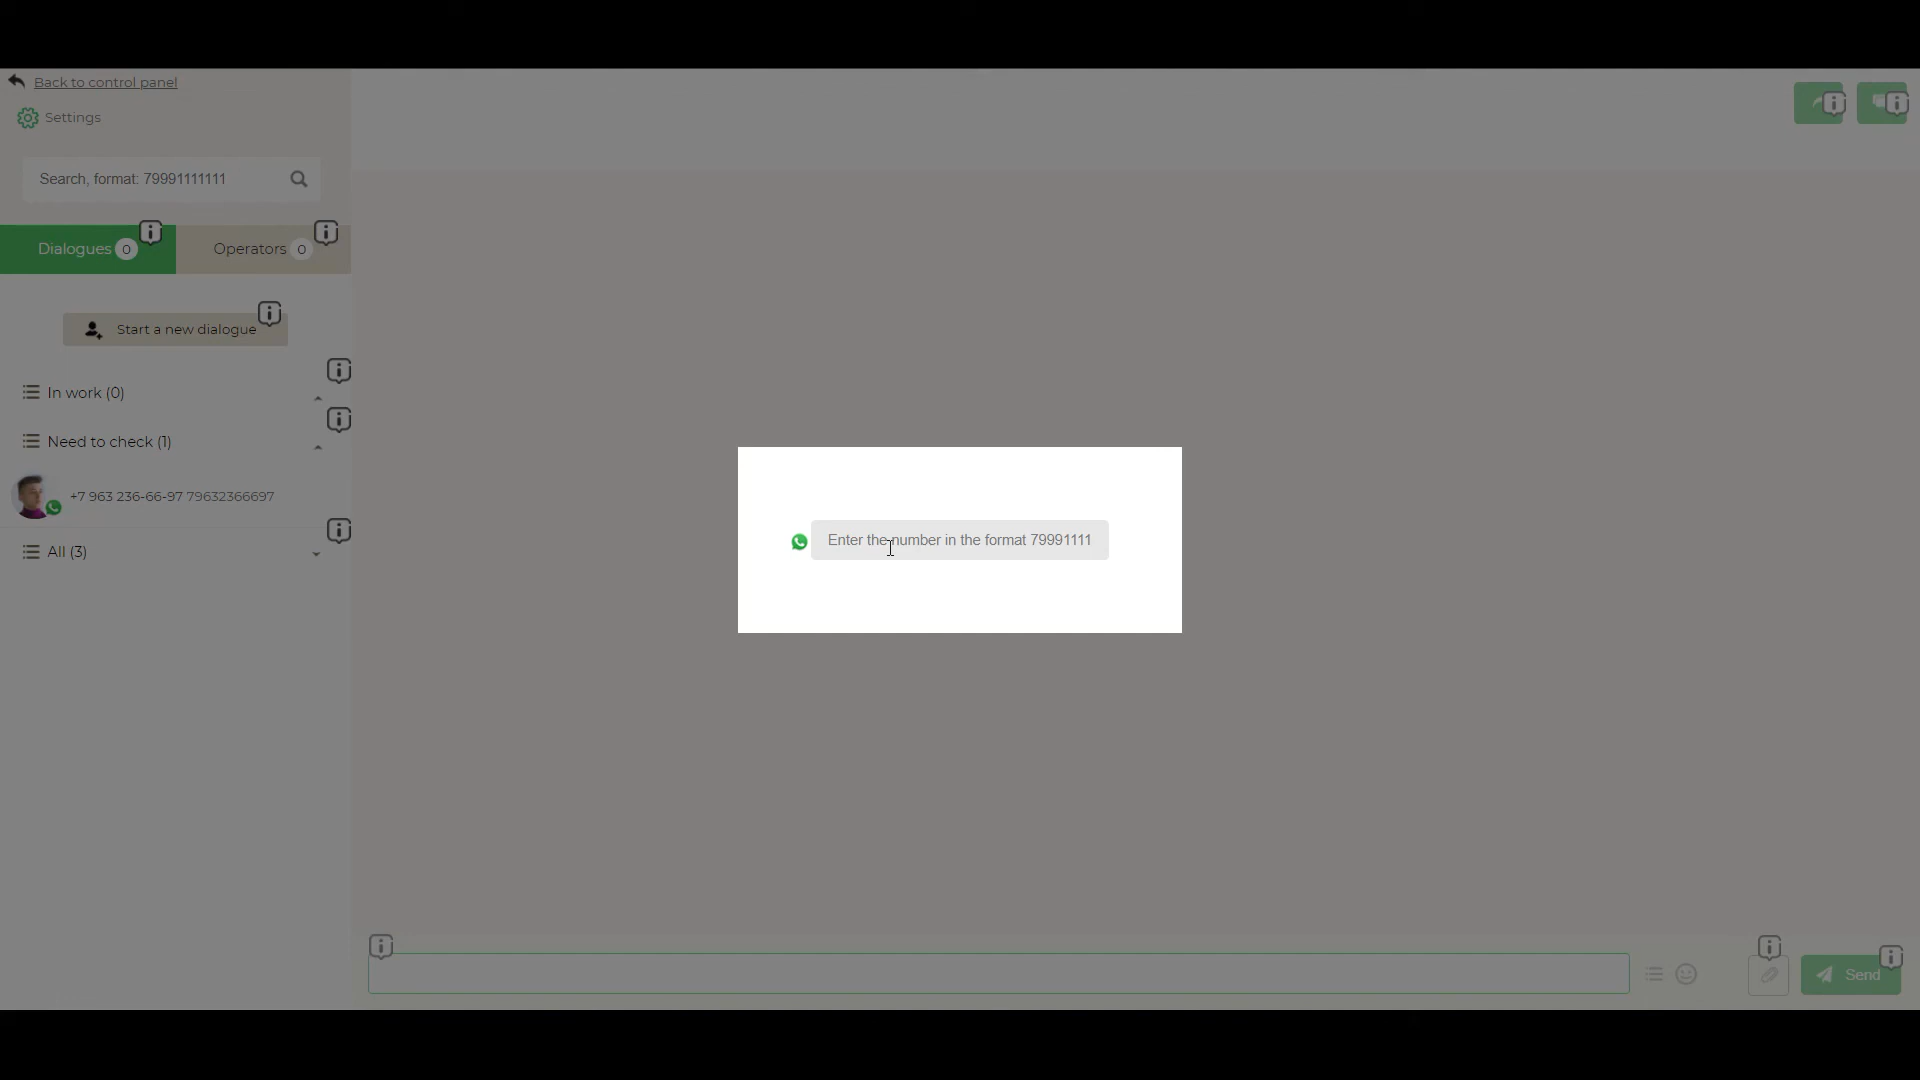 Back to control panel
Settings
Search, format: 79991111111
Dialogues 0
Operators 0
Start a new dialogue
In work (0)
Need to check (1)
+7 963 236-66-97 79632366697
All (3)
Enter the number in the format 79991111
Send